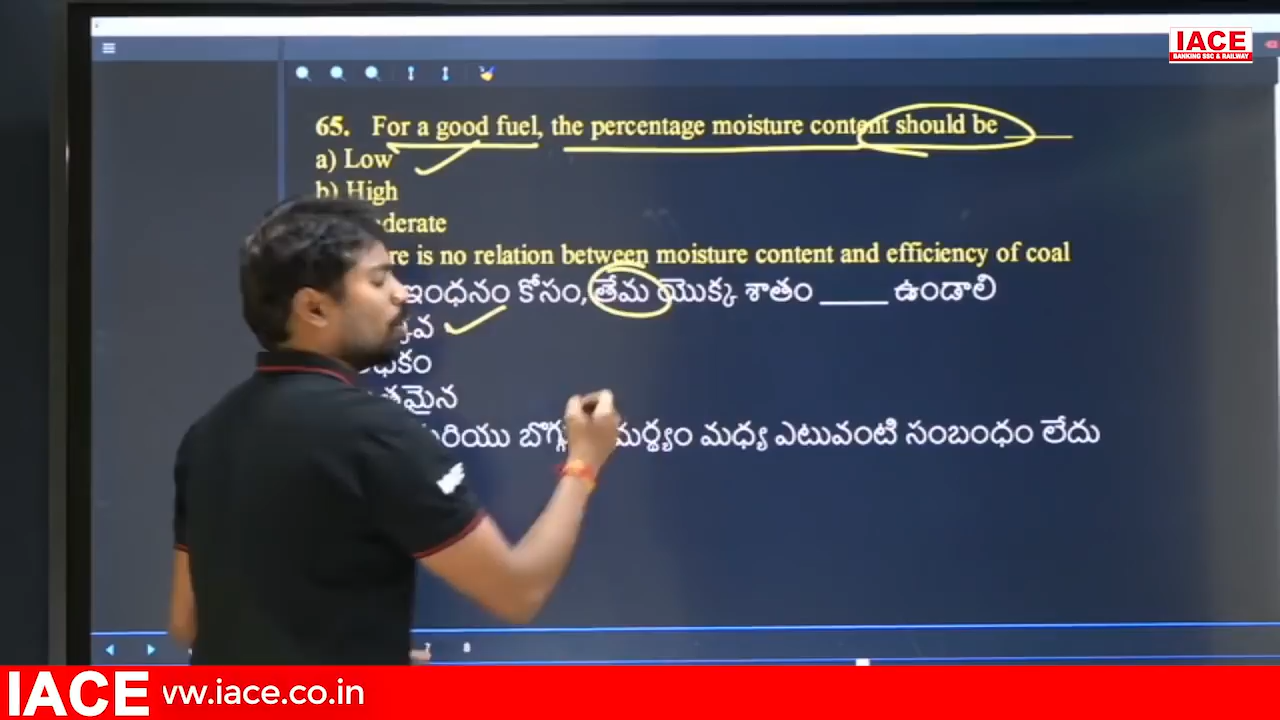 IACE
BANKING SSC & RAILWAY
65. For a good fuel, the percentage moisture content should be ____
a) Low
b) High
derate
re is no relation between moisture content and efficiency of coal
ఇంధనం కోసం, తేమ యొక్క శాతం ____ ఉండాలి
మధ్య ఎటువంటి సంబంధం లేదు
8
IACE vw.iace.co.in